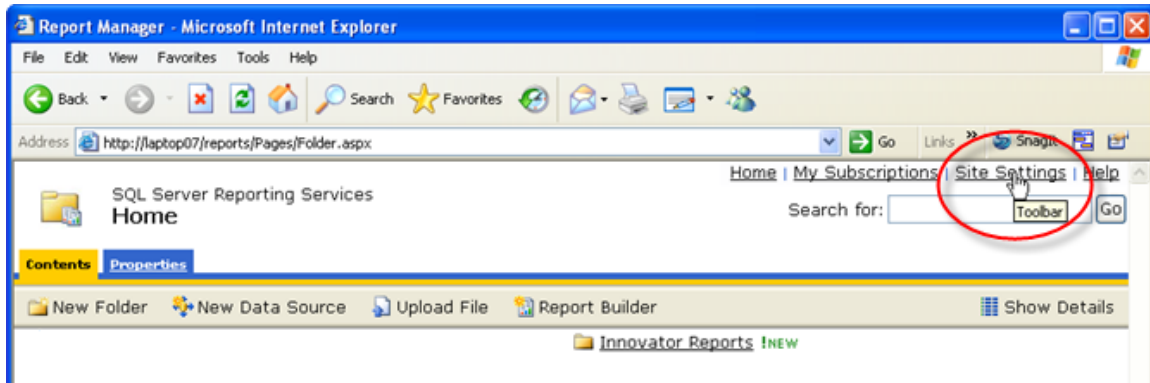 Report Manager - Microsoft Internet Explorer
File Edit View Favorites Tools Help
Back Search Favorites
Address http://laptop07/reports/Pages/Folder.aspx Go Links » SnagIt
Home | My Subscriptions | Site Settings | Help
SQL Server Reporting Services
Home
Search for: Go
Toolbar
Contents Properties
New Folder New Data Source Upload File Report Builder Show Details
Innovator Reports !NEW